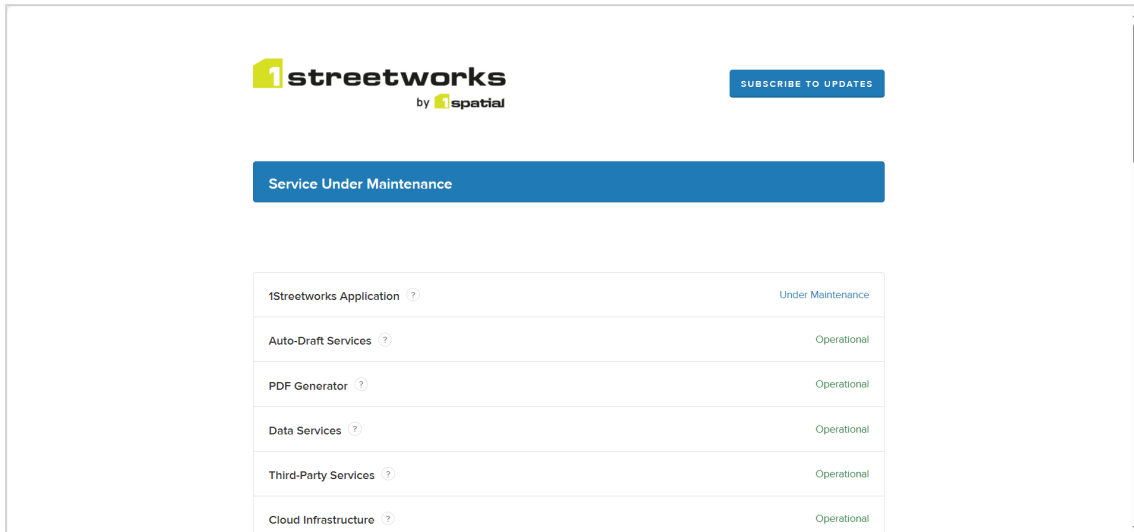 1streetworks
by 1spatial
SUBSCRIBE TO UPDATES
Service Under Maintenance
1Streetworks Application ? Under Maintenance
Auto-Draft Services ? Operational
PDF Generator ? Operational
Data Services ? Operational
Third-Party Services ? Operational
Cloud Infrastructure ? Operational